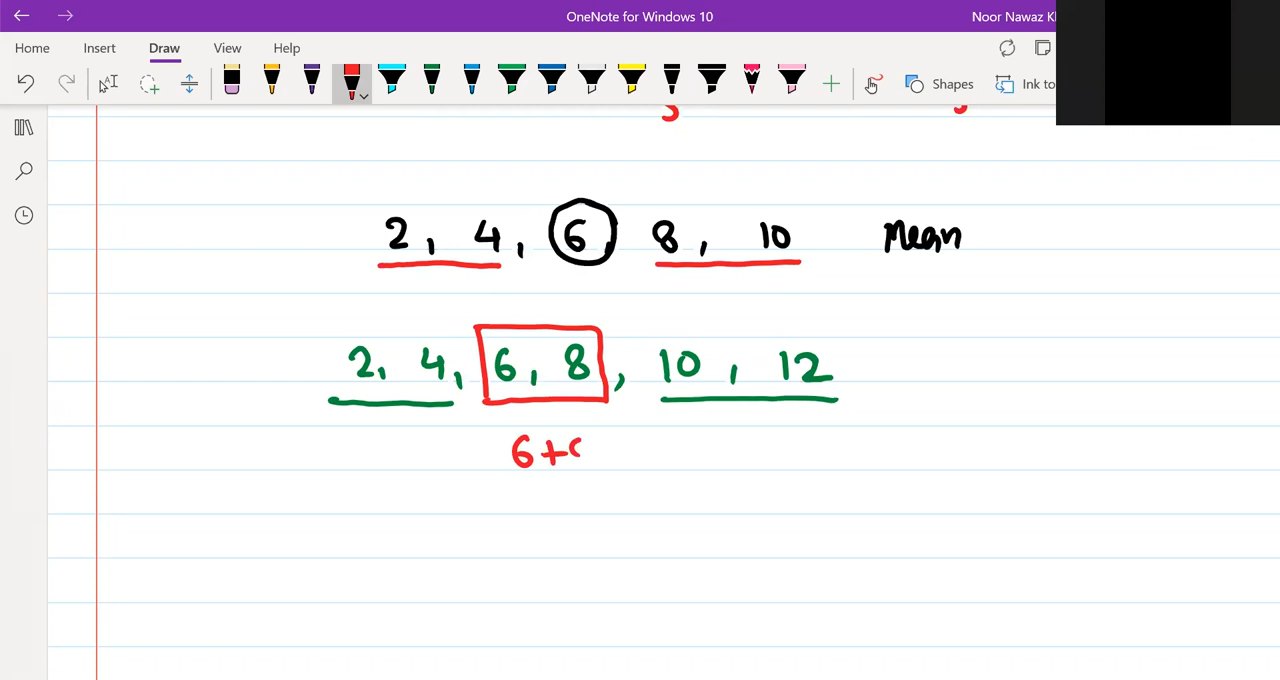 OneNote for Windows 10
Noor Nawaz
Home Insert Draw View Help
Shapes Ink to
2, 4, 6, 8, 10 Mean
2, 4, 6, 8, 10, 12
6+